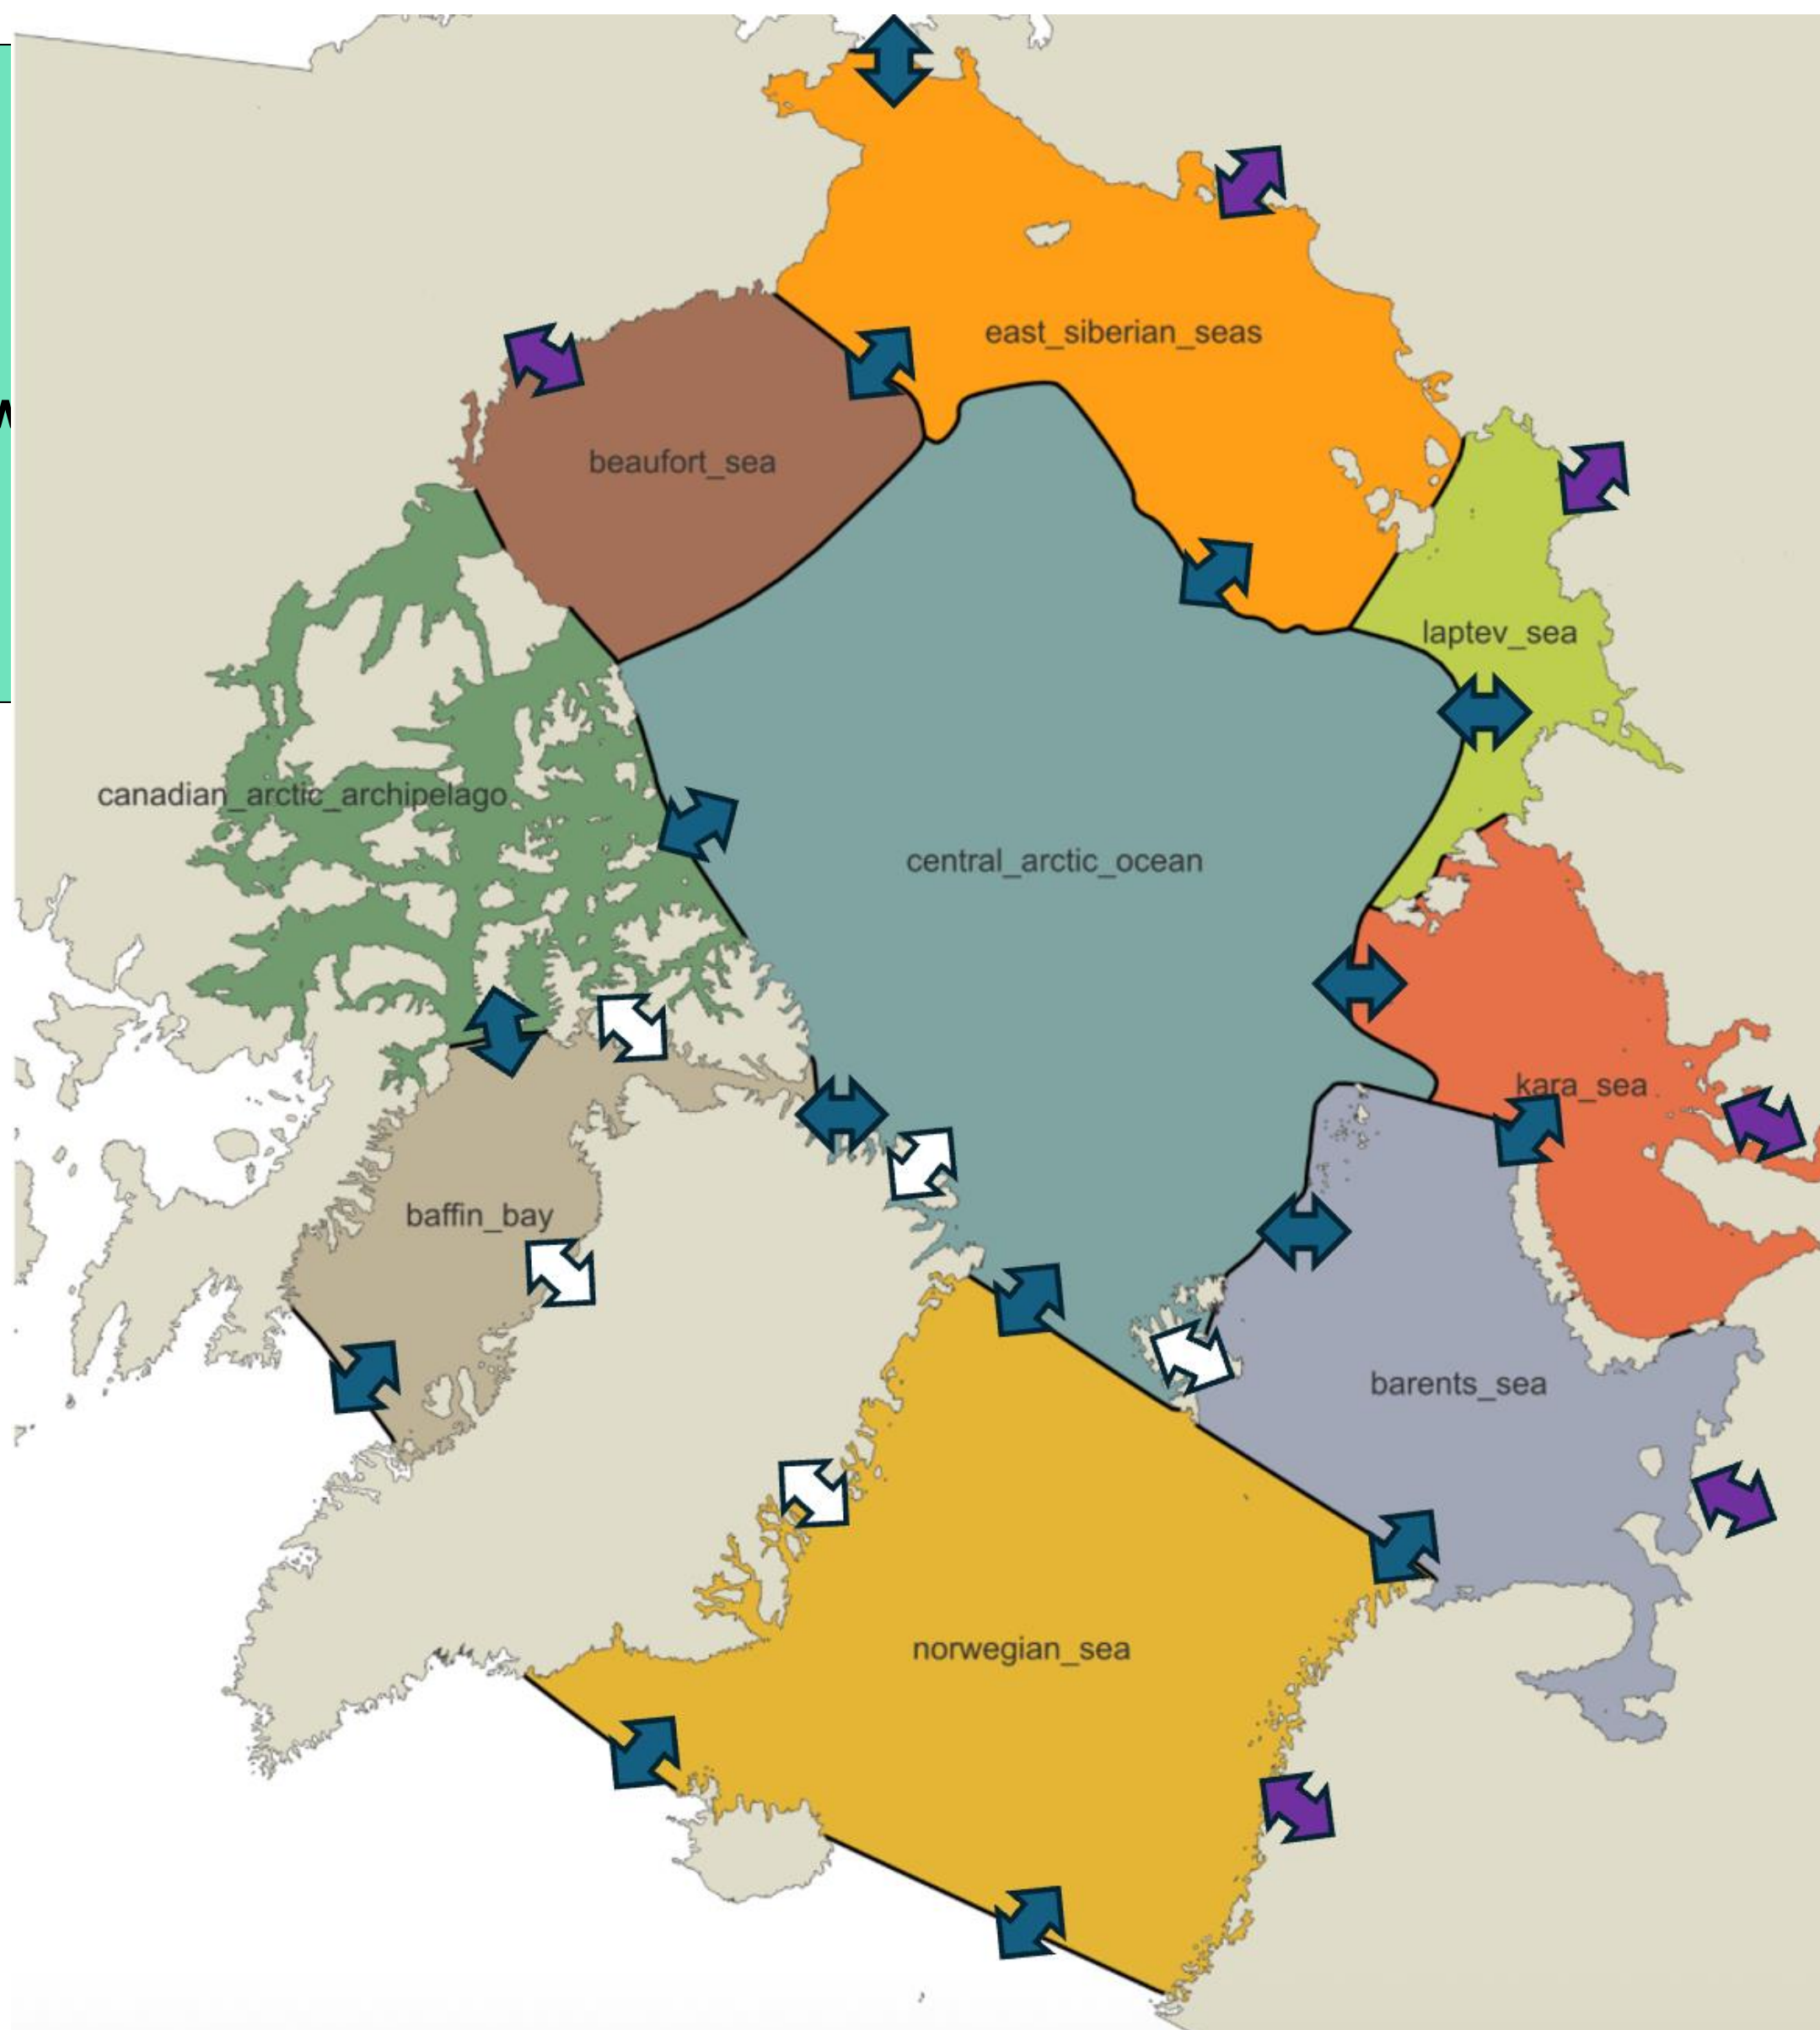 east_siberian_seas
beaufort_sea
laptev_sea
canadian_arctic_archipelago
central_arctic_ocean
kara_sea
baffin_bay
barents_sea
norwegian_sea